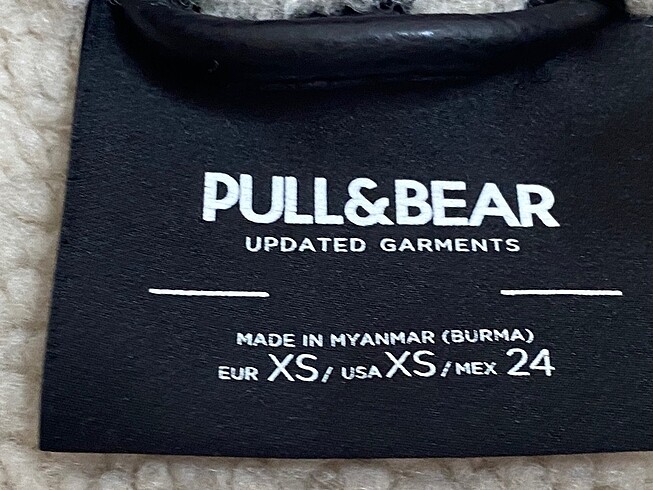 PULL&BEAR
UPDATED GARMENTS
MADE IN MYANMAR (BURMA)
EUR XS/ USA XS/ MEX 24